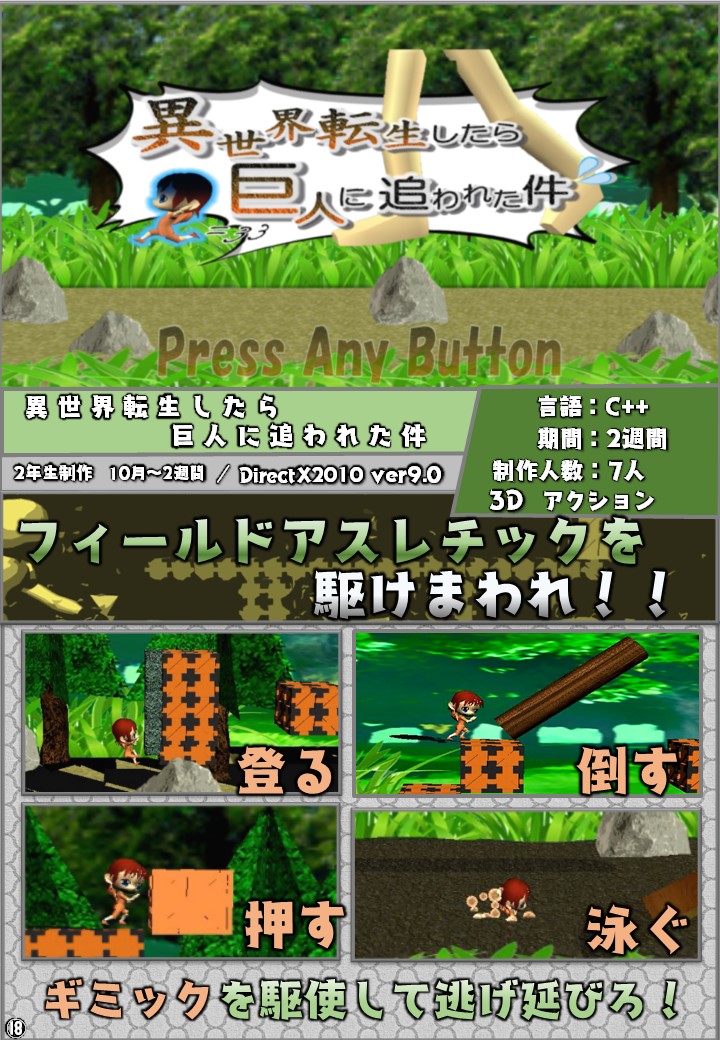 異世界転生したら
巨人に追われた件
Press Any Button
異世界転生したら
巨人に追われた件
2年生制作 10月~2週間 / DirectX2010 ver9.0
言語:C++
期間:2週間
制作人数:7人
3D アクション
フィールドアスレチックを
駆けまわれ!!
登る
倒す
押す
泳ぐ
ギミックを駆使して逃げ延びろ!
18